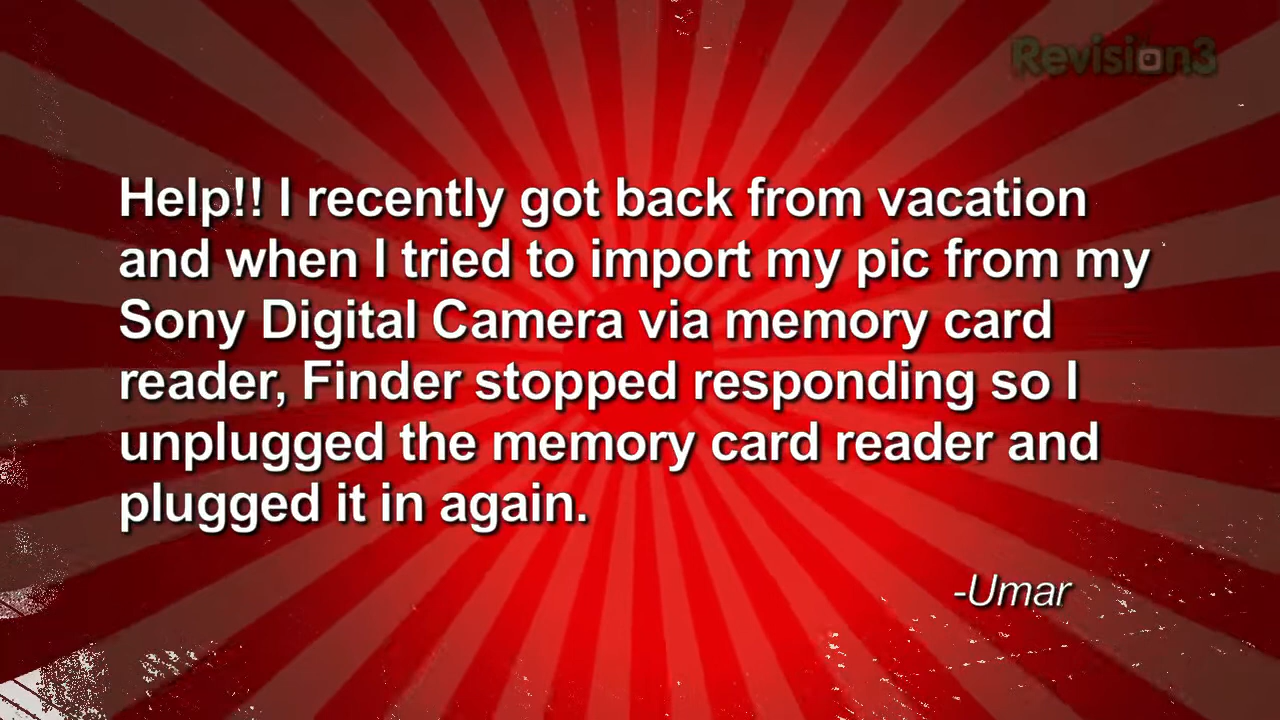 Revision3
Help!! I recently got back from vacation
and when I tried to import my pic from my
Sony Digital Camera via memory card
reader, Finder stopped responding so I
unplugged the memory card reader and
plugged it in again.
-Umar